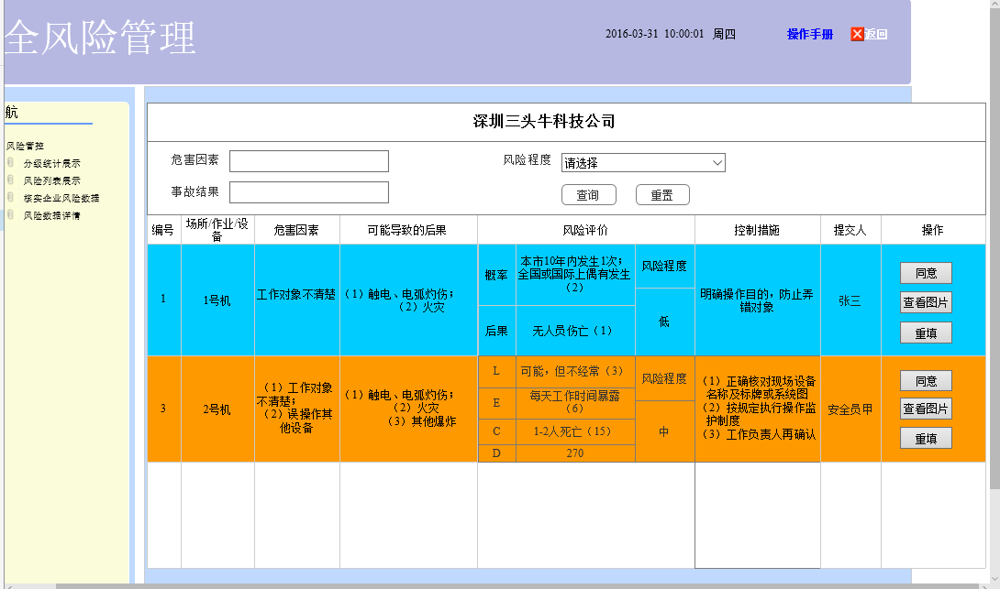 全风险管理
2016-03-31 10:00:01 周四
操作手册
返回
航
风险管控
分级统计展示
风险列表展示
核实企业风险数据
风险数据详情
深圳三头牛科技公司
危害因素
风险程度
请选择
事故结果
查询
重置
编号
场所/作业/设
备
危害因素
可能导致的后果
风险评价
控制措施
提交人
操作
1
1号机
工作对象不清楚
（1）触电、电弧灼伤；
（2）火灾
概率
本市10年内发生1次；
全国或国际上偶有发生
（2）
后果
无人员伤亡（1）
风险程度
低
明确操作目的，防止弄
错对象
张三
同意
查看图片
重填
3
2号机
（1）工作对象
不清楚；
（2）误操作其
他设备
（1）触电、电弧灼伤；
（2）火灾
（3）其他爆炸
L
可能，但不经常（3）
E
每天工作时间暴露
（6）
C
1-2人死亡（15）
D
270
风险程度
中
（1）正确核对现场设备
名称及标牌或系统图
（2）按规定执行操作监
护制度
（3）工作负责人再确认
安全员甲
同意
查看图片
重填